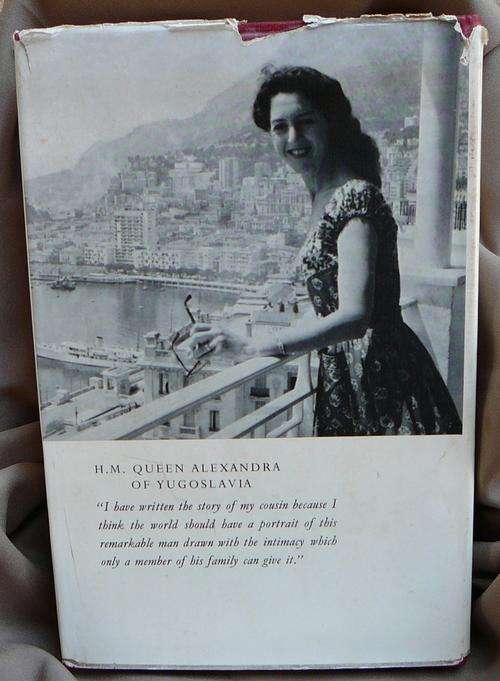 H.M. QUEEN ALEXANDRA
OF YUGOSLAVIA
“I have written the story of my cousin because I
think the world should have a portrait of this
remarkable man drawn with the intimacy which
only a member of his family can give it.”